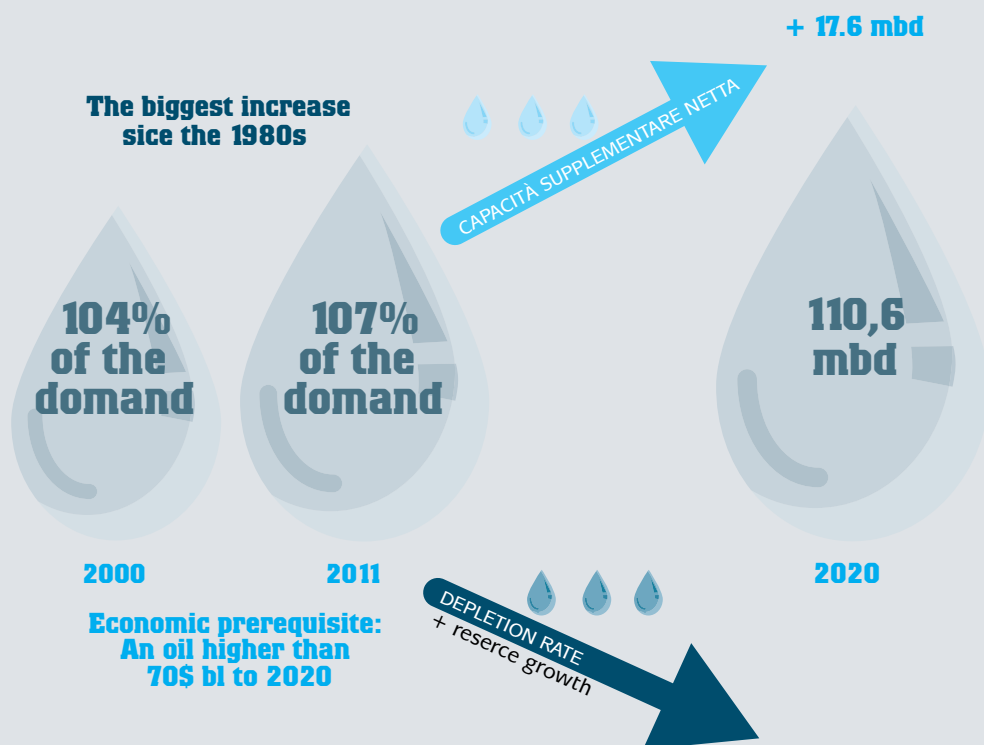 + 17.6 mbd
The biggest increase
sice the 1980s
CAPACITÀ SUPPLEMENTARE NETTA
104%
of the
domand
107%
of the
domand
110,6
mbd
2000
2011
2020
Economic prerequisite:
An oil higher than
70$ bl to 2020
DEPLETION RATE
+ reserce growth